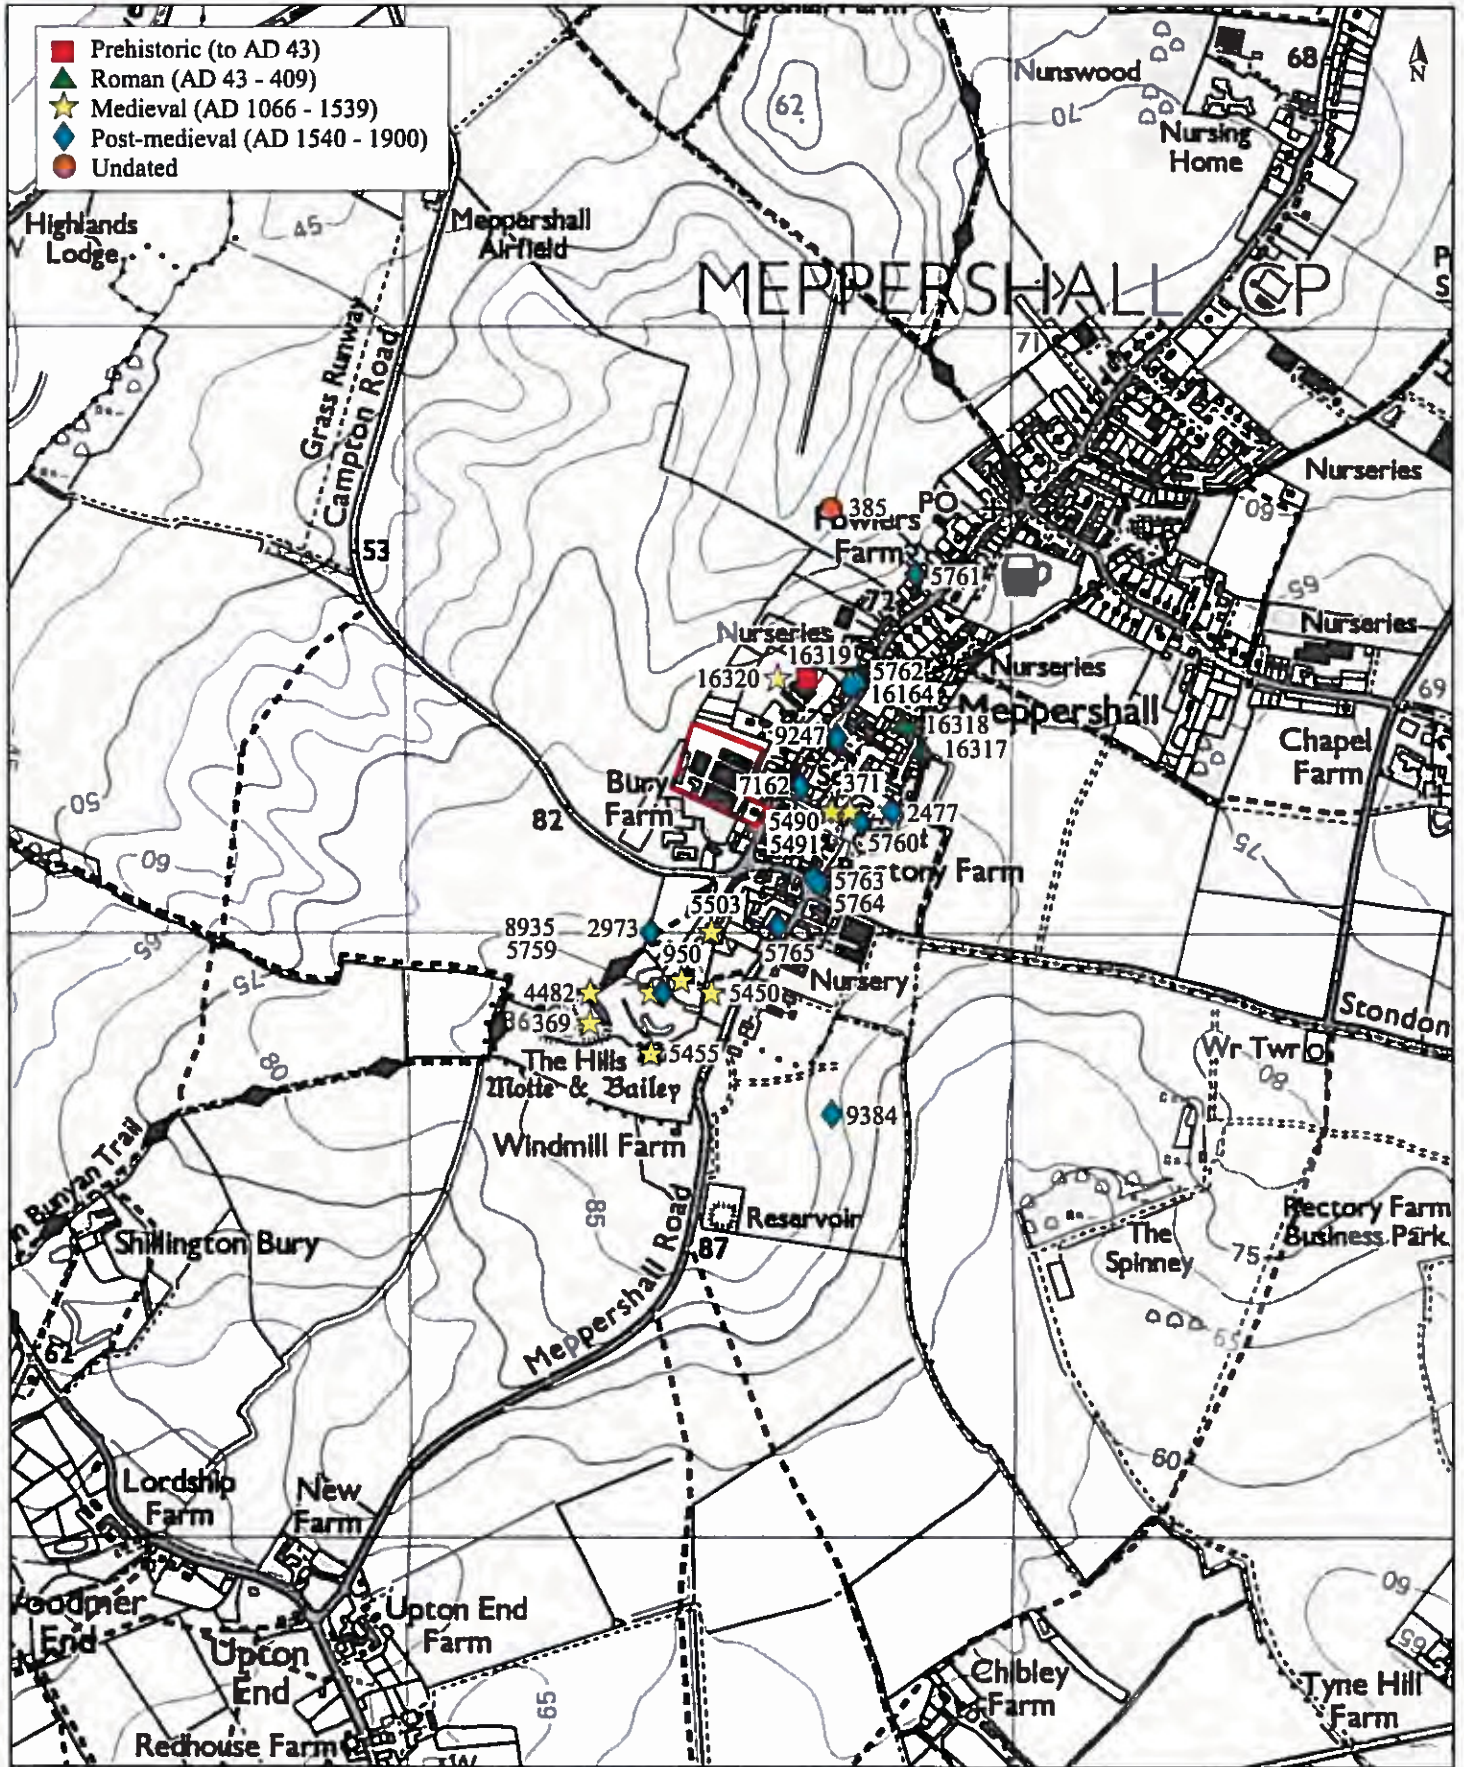 Prehistoric (to AD 43)
Roman (AD 43 - 409)
Medieval (AD 1066 - 1539)
Post-medieval (AD 1540 - 1900)
Undated
N
68
Nunswood
62
70
Nursing
Home
Highlands
Lodge
45
Meppershall
Airfield
MEPPERSHALL CP
Grass Runway
Campton Road
71
Nurseries
60
385
PO
Fowlers
Farm
53
5761
72
55
Nurseries
Nurseries
16319
16320
5762
16164
Nurseries
69
Meppershall
16318
16317
9247
Chapel
Farm
Bury
Farm
7162
371
50
82
5490
5491
2477
5760
75
60
5763
5764
tory Farm
5503
8935
5759
2973
65
950
5765
Nursery
75
4482
5450
369
Stondon
80
The Hills
Motte & Bailey
5455
Wr Twr
80
9384
Windmill Farm
n Bunyan Trail
85
Meppershall Road
Reservoir
87
Shillington Bury
The
Spinney
75
Rectory Farm
Business Park
65
62
60
Lordship
Farm
New
Farm
60
Woodmer
End
Upton End
Farm
Upton
End
65
65
Chibley
Farm
Tyne Hill
Farm
Redhouse Farm